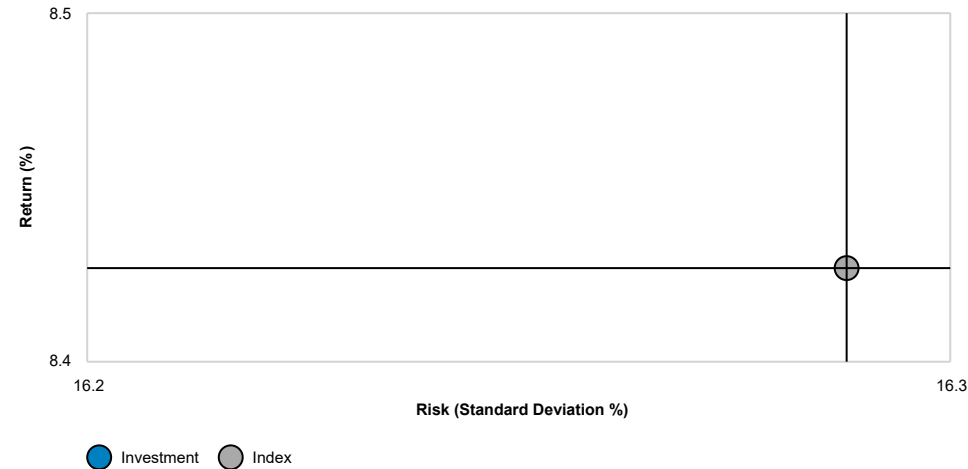 8.5
Return (%)
8.4
16.2
16.3
Risk (Standard Deviation %)
Investment Index